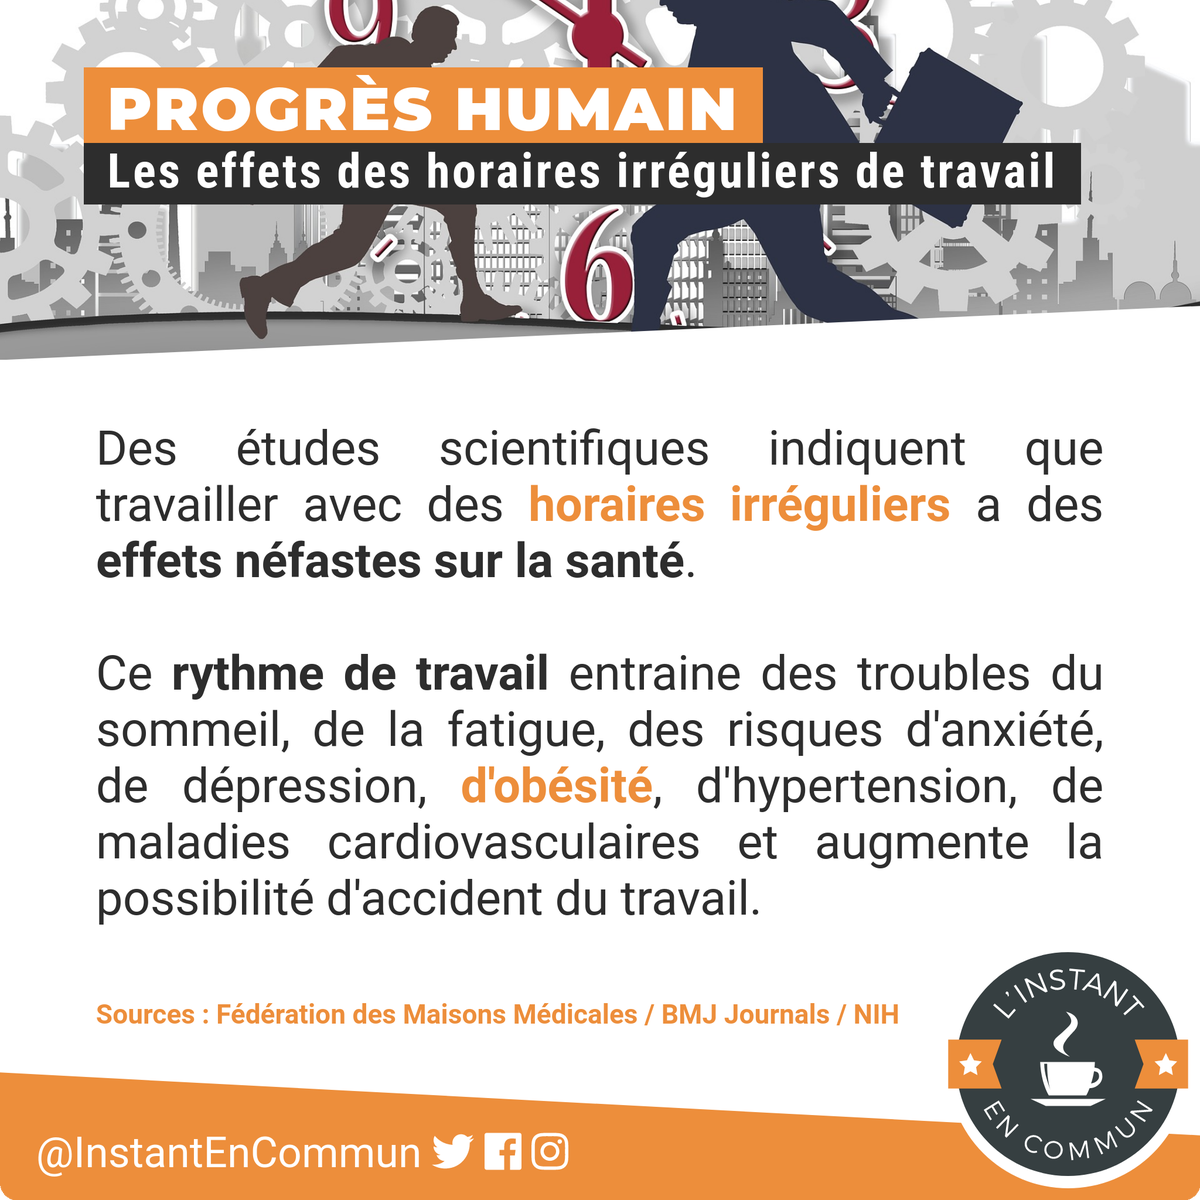 9
3
PROGRÈS HUMAIN
Les effets des horaires irréguliers de travail
6
Des études scientifiques indiquent que
travailler avec des horaires irréguliers a des
effets néfastes sur la santé.
Ce rythme de travail entraine des troubles du
sommeil, de la fatigue, des risques d'anxiété,
de dépression, d'obésité, d'hypertension, de
maladies cardiovasculaires et augmente la
possibilité d'accident du travail.
Sources : Fédération des Maisons Médicales / BMJ Journals / NIH
L'INSTANT
EN COMMUN
@InstantEnCommun